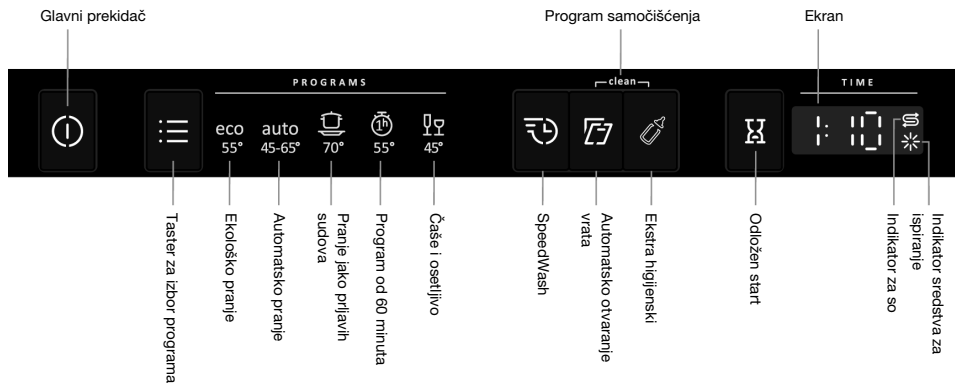 Glavni prekidač
Program samočišćenja
Ekran
PROGRAMS
clean
TIME
eco
55°
auto
45-65°
70°
1h
55°
45°
1:10
Taster za izbor programa
Ekološko pranje
Automatsko pranje
Pranje jako prljavih
sudova
Program od 60 minuta
Čaše i osetljivo
SpeedWash
Automatsko otvaranje
vrata
Ekstra higijenski
Odložen start
Indikator za so
Indikator sredstva za
ispiranje